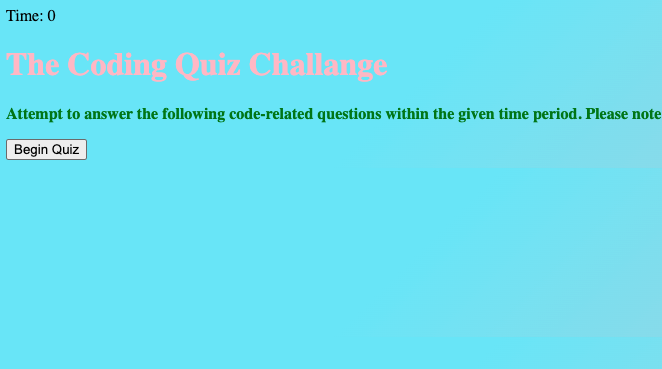 Time: 0
The Coding Quiz Challange
Attempt to answer the following code-related questions within the given time period. Please note
Begin Quiz